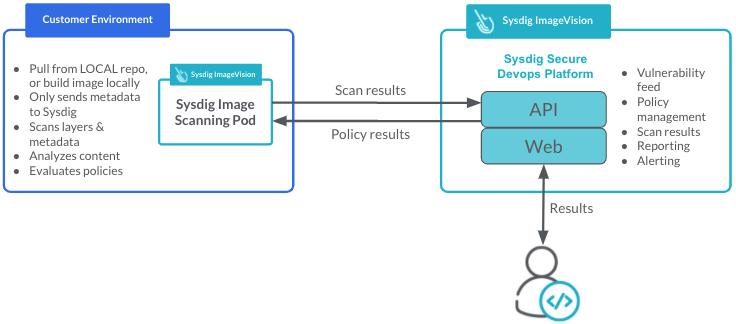 Customer Environment
Pull from LOCAL repo,
or build image locally
Only sends metadata
to Sysdig
Scans layers &
metadata
Analyzes content
Evaluates policies
Sysdig ImageVision
Sysdig Image
Scanning Pod
Scan results
Policy results
Sysdig ImageVision
Sysdig Secure
Devops Platform
API
Web
Vulnerability
feed
Policy
management
Scan results
Reporting
Alerting
Results